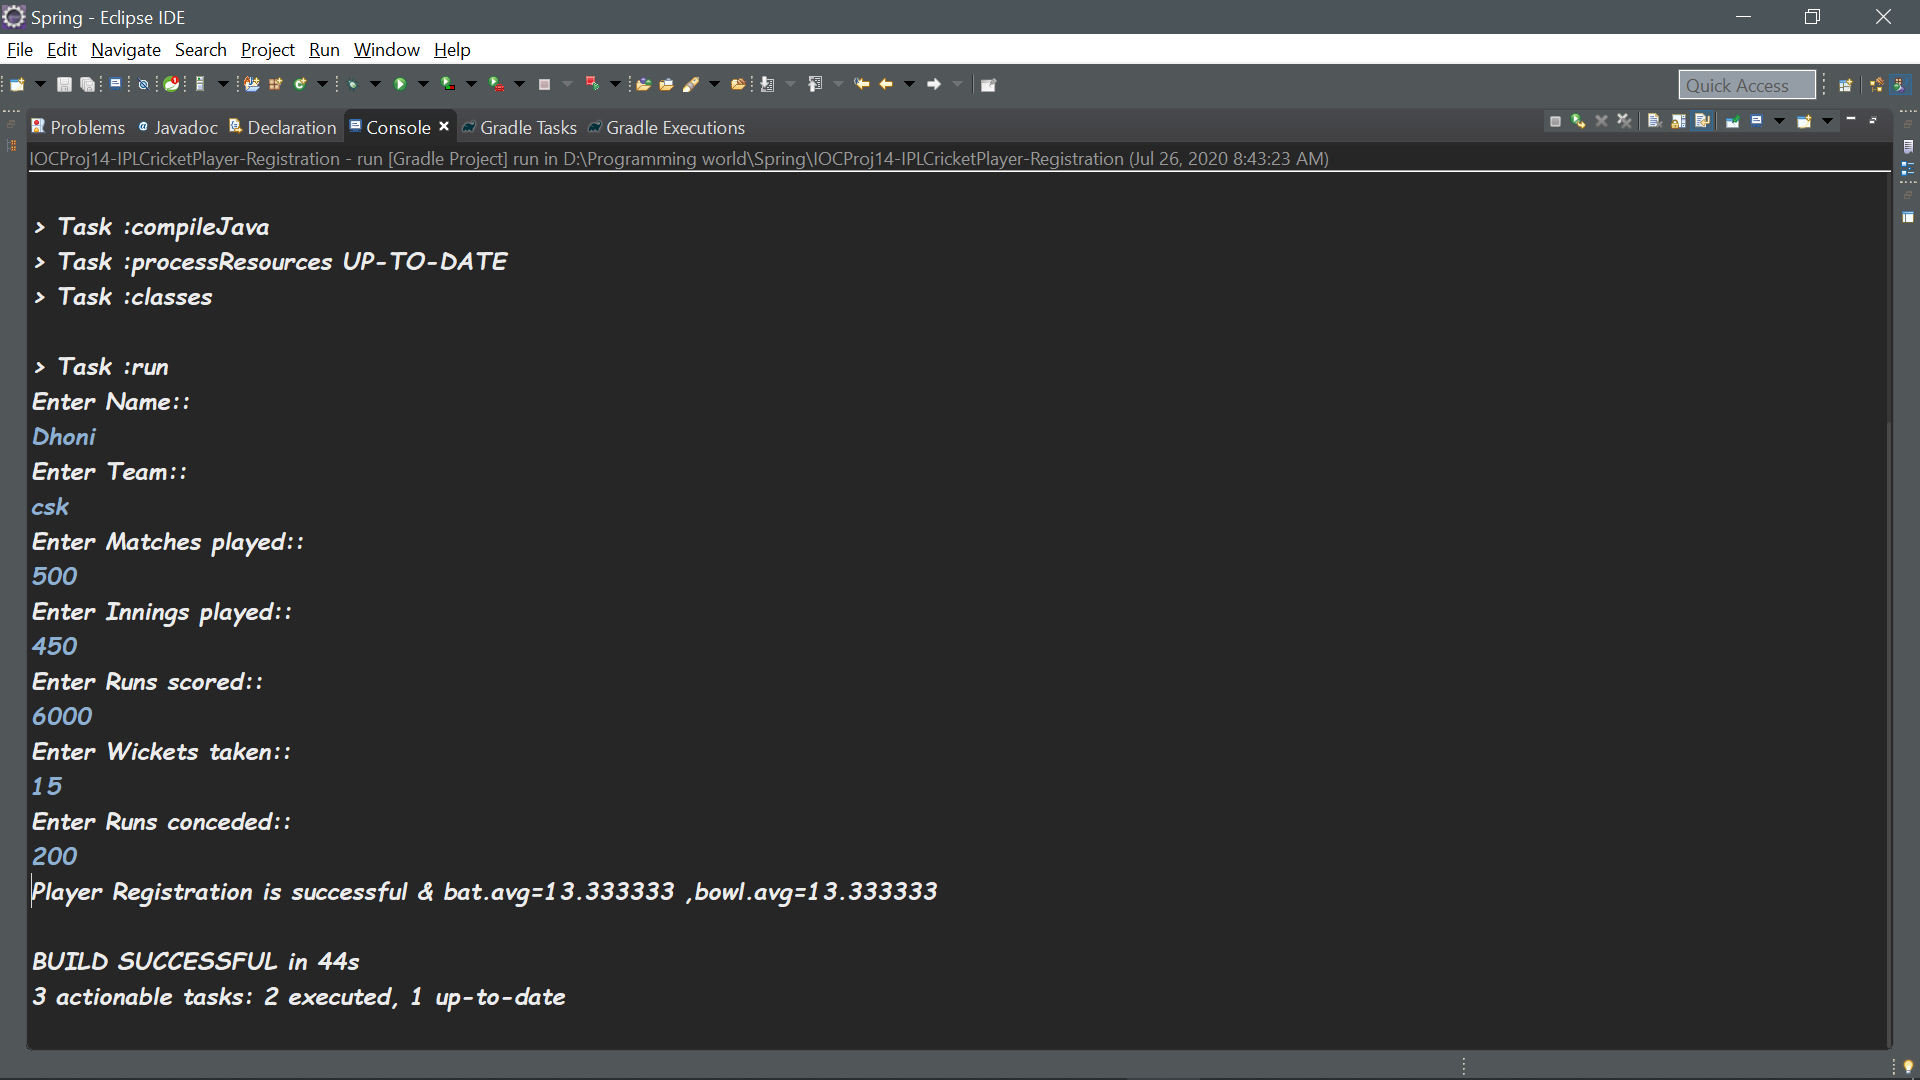 Spring - Eclipse IDE
File Edit Navigate Search Project Run Window Help
Quick Access
Problems Javadoc Declaration Console Gradle Tasks Gradle Executions
IOCProj14-IPLCricketPlayer-Registration - run [Gradle Project] run in D:\Programming world\Spring\IOCProj14-IPLCricketPlayer-Registration (Jul 26, 2020 8:43:23 AM)
> Task :compileJava
> Task :processResources UP-TO-DATE
> Task :classes
> Task :run
Enter Name::
Dhoni
Enter Team::
csk
Enter Matches played::
500
Enter Innings played::
450
Enter Runs scored::
6000
Enter Wickets taken::
15
Enter Runs conceded::
200
Player Registration is successful & bat.avg=13.333333 ,bowl.avg=13.333333
BUILD SUCCESSFUL in 44s
3 actionable tasks: 2 executed, 1 up-to-date